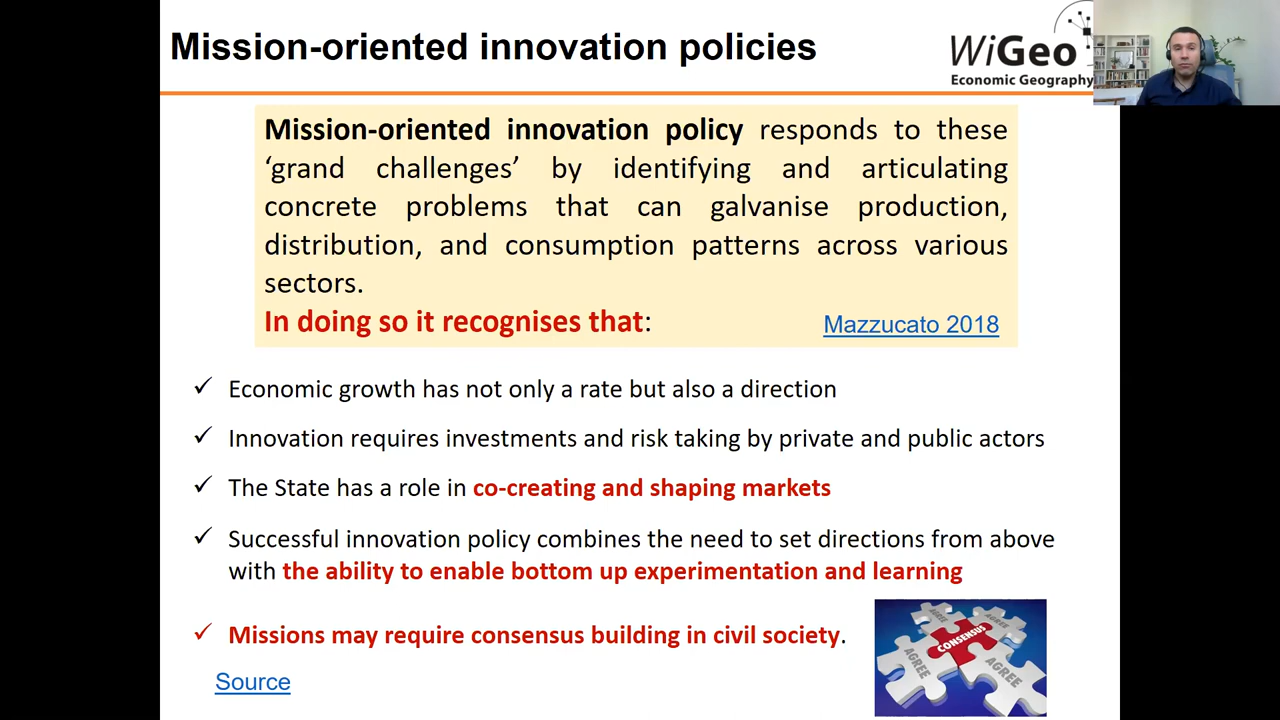 Mission-oriented innovation policies
WiGeo
Economic Geography
Mission-oriented innovation policy responds to these
‘grand challenges’ by identifying and articulating
concrete problems that can galvanise production,
distribution, and consumption patterns across various
sectors.
In doing so it recognises that:
Mazzucato 2018
✓ Economic growth has not only a rate but also a direction
✓ Innovation requires investments and risk taking by private and public actors
✓ The State has a role in co-creating and shaping markets
✓ Successful innovation policy combines the need to set directions from above
with the ability to enable bottom up experimentation and learning
✓ Missions may require consensus building in civil society.
Source
AGREE
AGREE
CONSENSUS
AGREE
AGREE